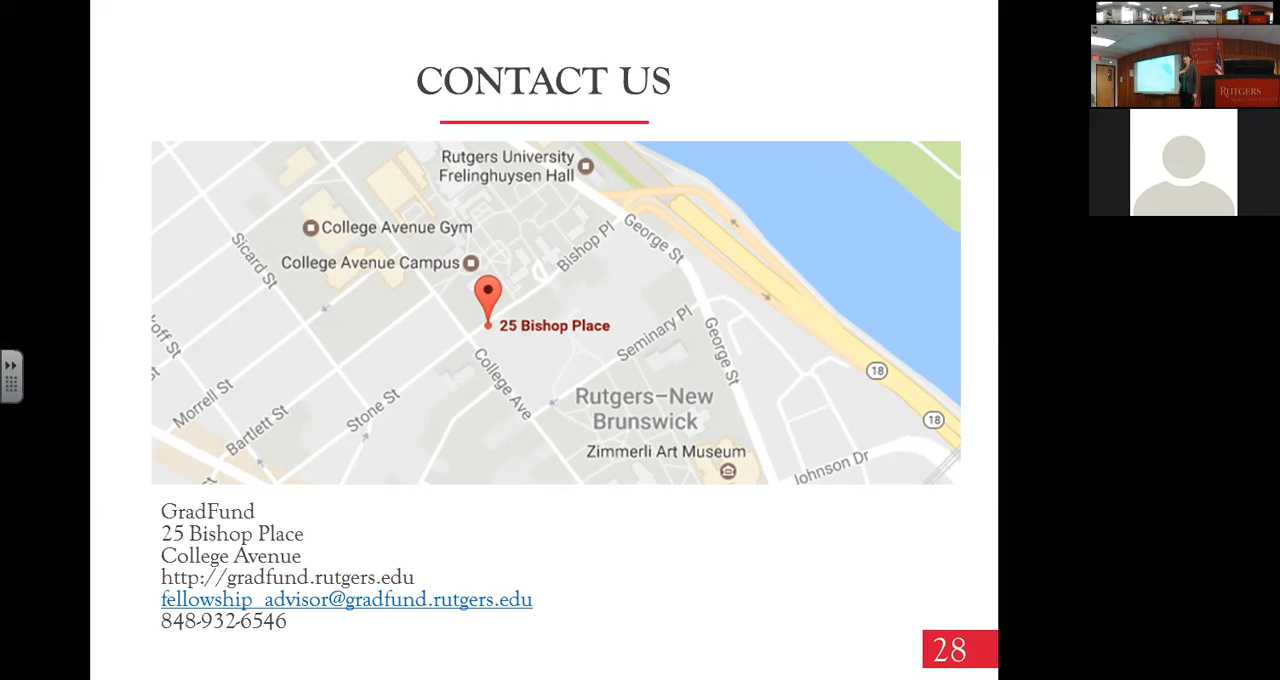 CONTACT US
Rutgers University
Frelinghuysen Hall
College Avenue Gym
College Avenue Campus
Sicard St
Bishop Pl
George St
25 Bishop Place
Seminary Pl
George St
College Ave
Morrell St
Bartlett St
Stone St
18
18
Rutgers–New
Brunswick
Zimmerli Art Museum
Johnson Dr
GradFund
25 Bishop Place
College Avenue
http://gradfund.rutgers.edu
fellowship_advisor@gradfund.rutgers.edu
848-932-6546
28
RUTGERS